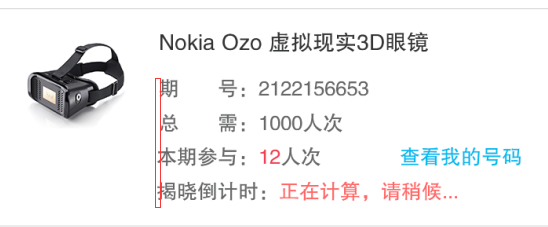 Nokia Ozo 虚拟现实3D眼镜
期 号：2122156653
总 需：1000人次
本期参与：12人次 查看我的号码
揭晓倒计时：正在计算，请稍候...